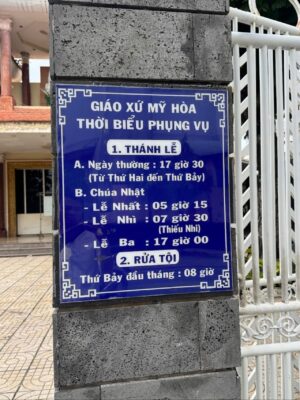 GIÁO XỨ MỸ HÒA
THỜI BIỂU PHỤNG VỤ
1. THÁNH LỄ
A. Ngày thường : 17 giờ 30
(Từ Thứ Hai đến Thứ Bảy)
B. Chúa Nhật
- Lễ Nhất : 05 giờ 15
- Lễ Nhì : 07 giờ 30
(Thiếu Nhi)
- Lễ Ba : 17 giờ 00
2. RỬA TỘI
Thứ Bảy đầu tháng : 08 giờ